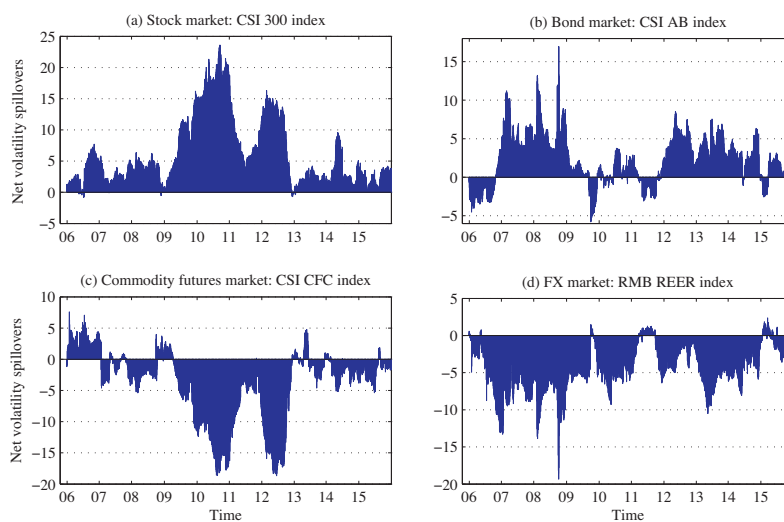 (a) Stock market: CSI 300 index
Net volatility spillovers
25
20
15
10
5
0
−5
06 07 08 09 10 11 12 13 14 15
(b) Bond market: CSI AB index
15
10
5
0
−5
06 07 08 09 10 11 12 13 14 15
(c) Commodity futures market: CSI CFC index
Net volatility spillovers
10
5
0
−5
−10
−15
−20
06 07 08 09 10 11 12 13 14 15
Time
(d) FX market: RMB REER index
5
0
−5
−10
−15
−20
06 07 08 09 10 11 12 13 14 15
Time